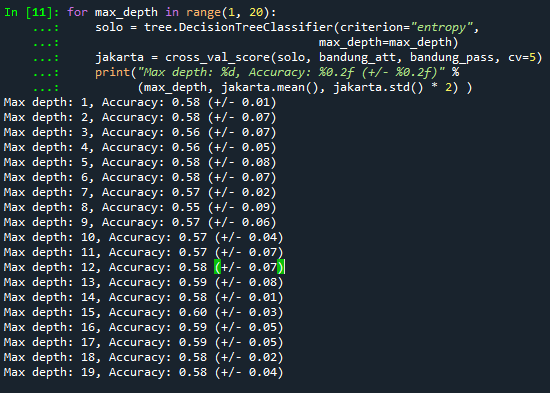 In [11]: for max_depth in range(1, 20):
    ...:     solo = tree.DecisionTreeClassifier(criterion="entropy",
    ...:                                        max_depth=max_depth)
    ...:     jakarta = cross_val_score(solo, bandung_att, bandung_pass, cv=5)
    ...:     print("Max depth: %d, Accuracy: %0.2f (+/- %0.2f)" %
    ...:           (max_depth, jakarta.mean(), jakarta.std() * 2) )
Max depth: 1, Accuracy: 0.58 (+/- 0.01)
Max depth: 2, Accuracy: 0.58 (+/- 0.07)
Max depth: 3, Accuracy: 0.56 (+/- 0.07)
Max depth: 4, Accuracy: 0.56 (+/- 0.05)
Max depth: 5, Accuracy: 0.58 (+/- 0.08)
Max depth: 6, Accuracy: 0.58 (+/- 0.07)
Max depth: 7, Accuracy: 0.57 (+/- 0.02)
Max depth: 8, Accuracy: 0.55 (+/- 0.09)
Max depth: 9, Accuracy: 0.57 (+/- 0.06)
Max depth: 10, Accuracy: 0.57 (+/- 0.04)
Max depth: 11, Accuracy: 0.57 (+/- 0.07)
Max depth: 12, Accuracy: 0.58 (+/- 0.07)
Max depth: 13, Accuracy: 0.59 (+/- 0.08)
Max depth: 14, Accuracy: 0.58 (+/- 0.01)
Max depth: 15, Accuracy: 0.60 (+/- 0.03)
Max depth: 16, Accuracy: 0.59 (+/- 0.05)
Max depth: 17, Accuracy: 0.59 (+/- 0.05)
Max depth: 18, Accuracy: 0.58 (+/- 0.02)
Max depth: 19, Accuracy: 0.58 (+/- 0.04)